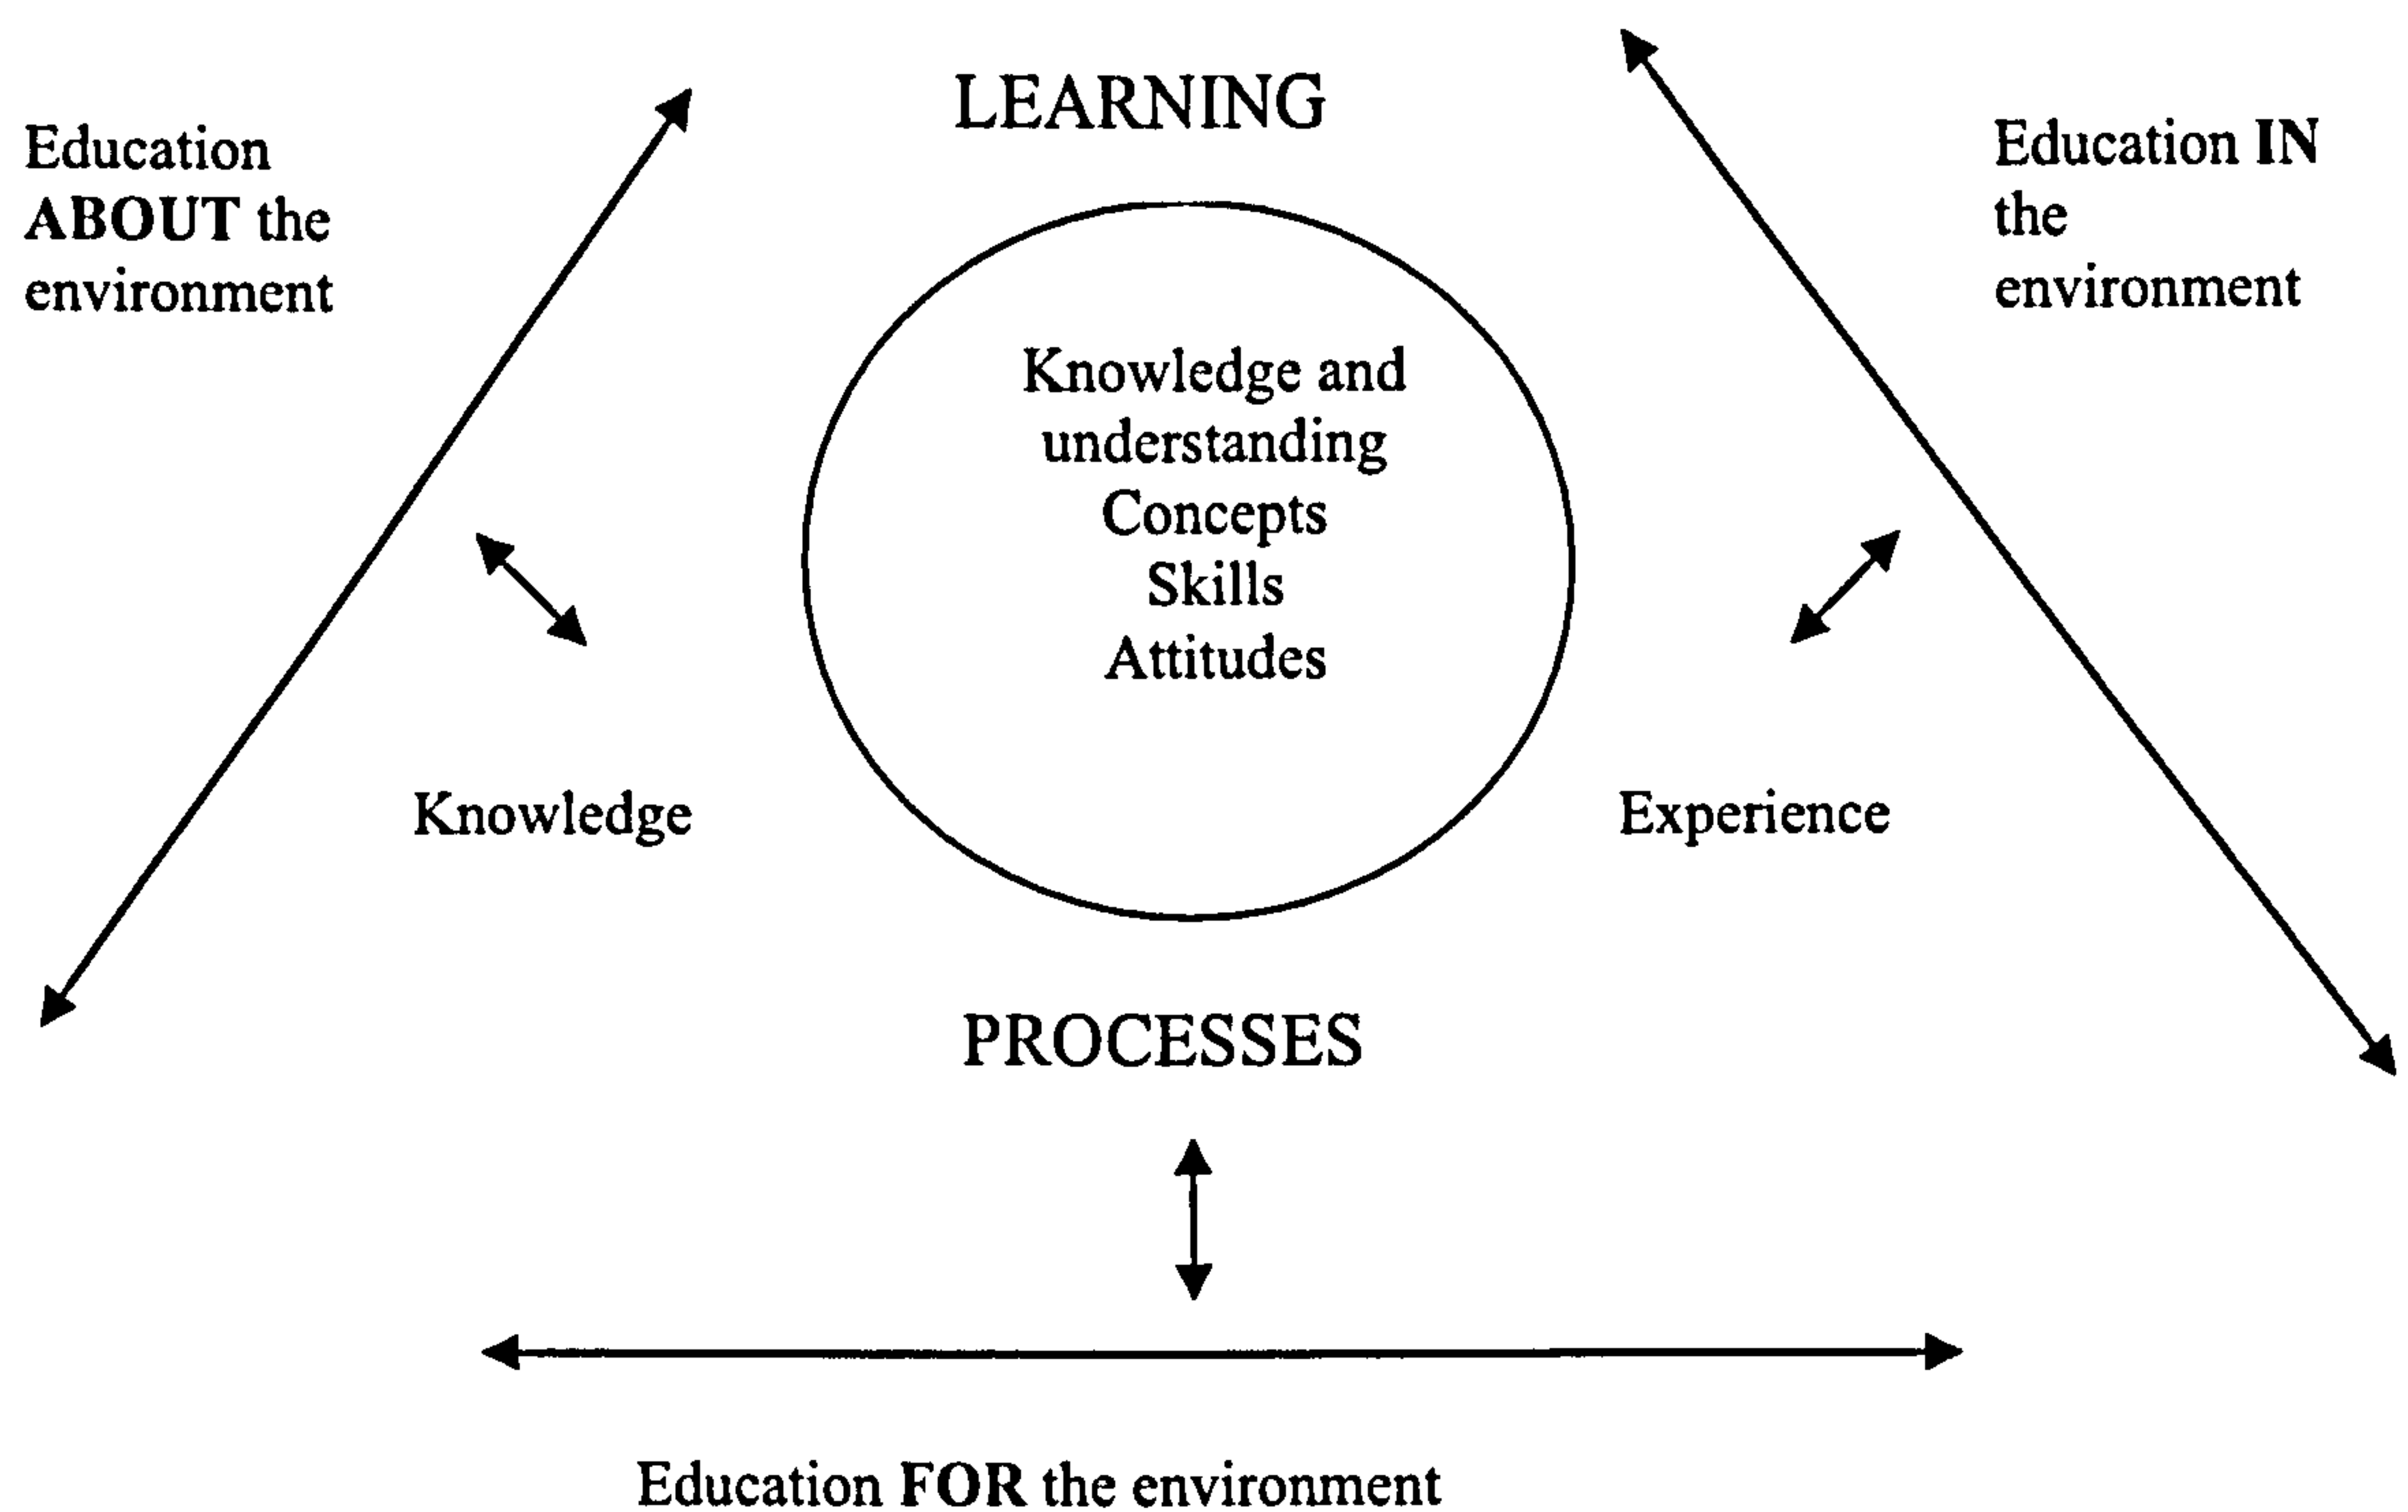 LEARNING
Education
ABOUT the
environment
Education IN
the
environment
Knowledge and
understanding
Concepts
Skills
Attitudes
Knowledge
Experience
PROCESSES
Education FOR the environment